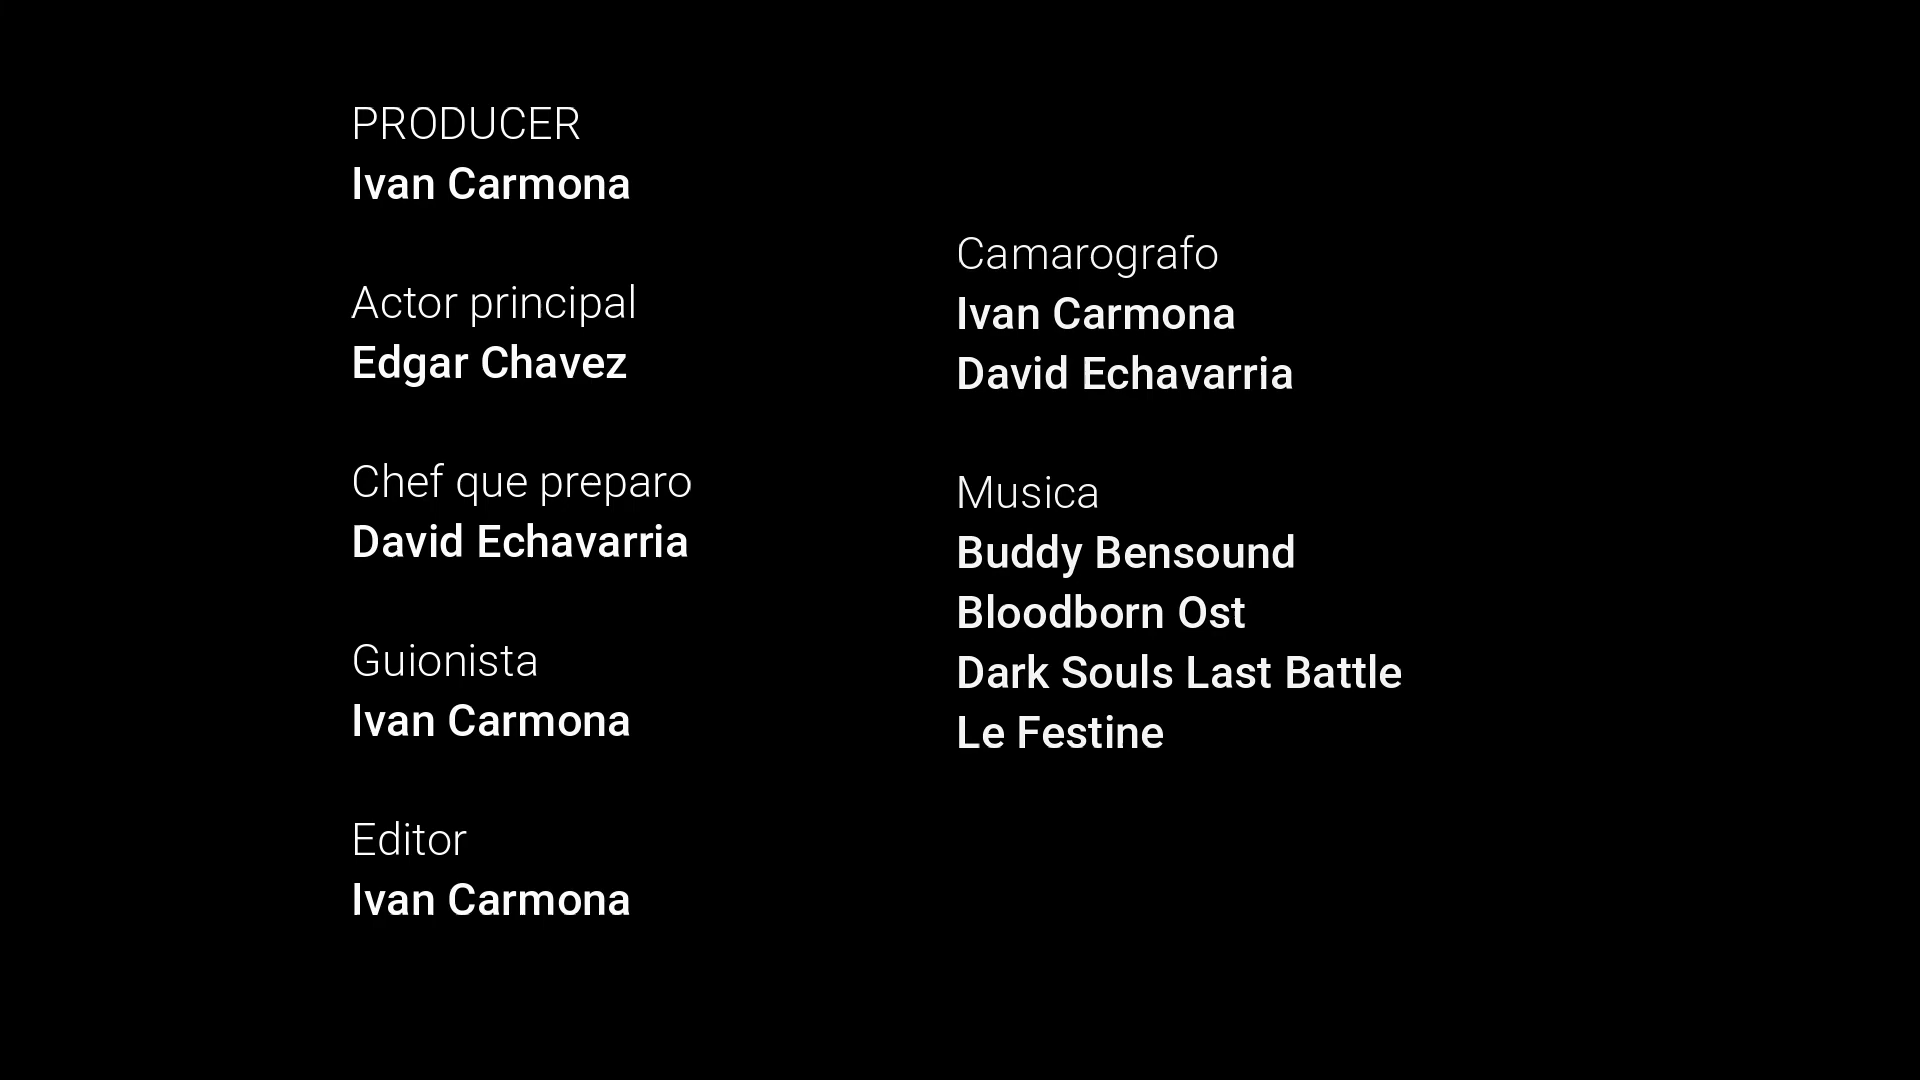 PRODUCER
Ivan Carmona
Actor principal
Edgar Chavez
Chef que preparo
David Echavarria
Guionista
Ivan Carmona
Editor
Ivan Carmona
Camarografo
Ivan Carmona
David Echavarria
Musica
Buddy Bensound
Bloodborn Ost
Dark Souls Last Battle
Le Festine